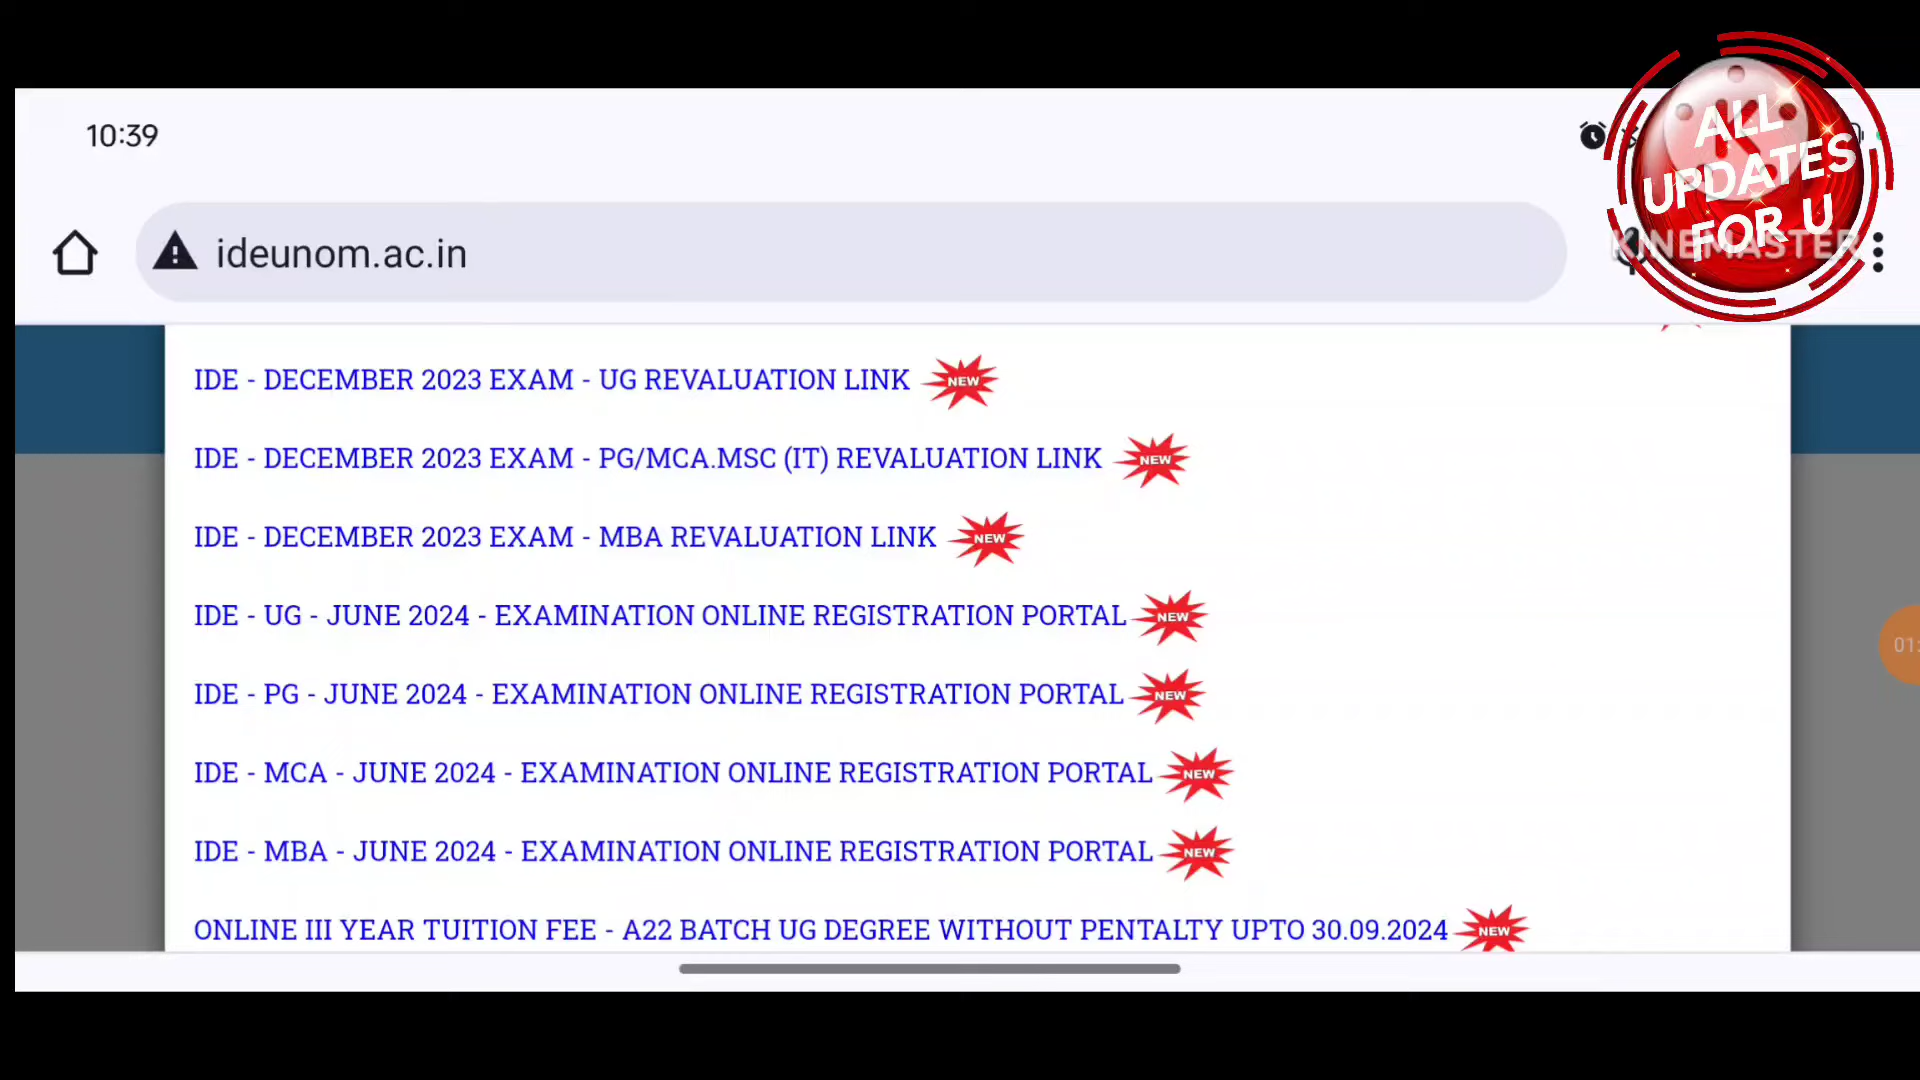 10:39
ALL
UPDATES
FOR U
KINEMASTER
ideunom.ac.in
IDE - DECEMBER 2023 EXAM - UG REVALUATION LINK NEW
IDE - DECEMBER 2023 EXAM - PG/MCA.MSC (IT) REVALUATION LINK NEW
IDE - DECEMBER 2023 EXAM - MBA REVALUATION LINK NEW
IDE - UG - JUNE 2024 - EXAMINATION ONLINE REGISTRATION PORTAL NEW
01:
IDE - PG - JUNE 2024 - EXAMINATION ONLINE REGISTRATION PORTAL NEW
IDE - MCA - JUNE 2024 - EXAMINATION ONLINE REGISTRATION PORTAL NEW
IDE - MBA - JUNE 2024 - EXAMINATION ONLINE REGISTRATION PORTAL NEW
ONLINE III YEAR TUITION FEE - A22 BATCH UG DEGREE WITHOUT PENTALTY UPTO 30.09.2024 NEW